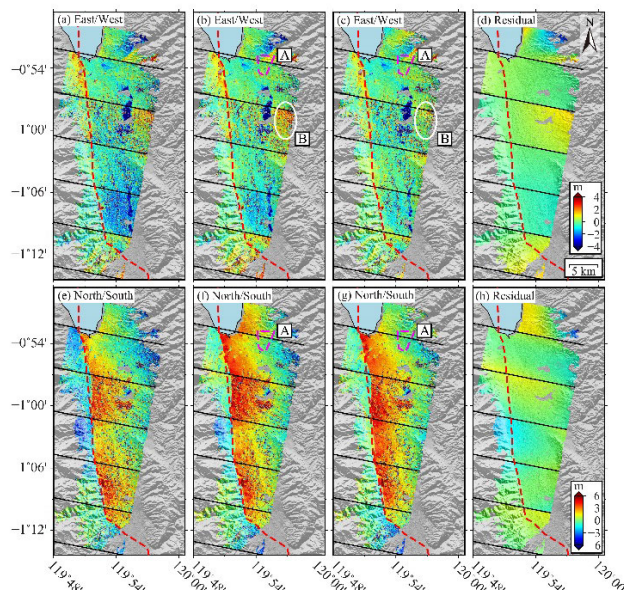 (a) East/West
(b) East/West
(c) East/West
(d) Residual
N
A
A
−0°54′
−1°00′
B
B
−1°06′
m
4
2
0
−2
−4
−1°12′
5 km
(e) North/South
(f) North/South
(g) North/South
(h) Residual
A
A
−0°54′
−1°00′
−1°06′
m
6
3
0
3
6
−1°12′
119°48′
119°54′
120°00′
119°48′
119°54′
120°00′
119°48′
119°54′
120°00′
119°48′
119°54′
120°00′